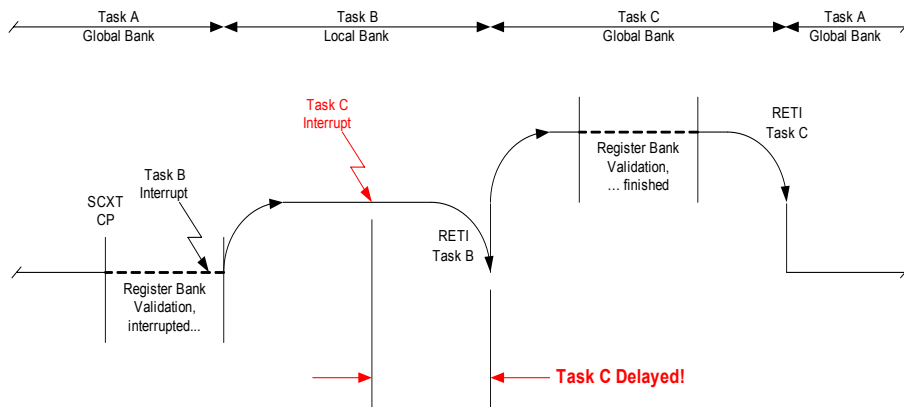 Task A
Global Bank
Task B
Local Bank
Task C
Global Bank
Task A
Global Bank
Task C
Interrupt
RETI
Task C
Register Bank
Validation,
... finished
Task B
Interrupt
SCXT
CP
RETI
Task B
Register Bank
Validation,
interrupted...
Task C Delayed!